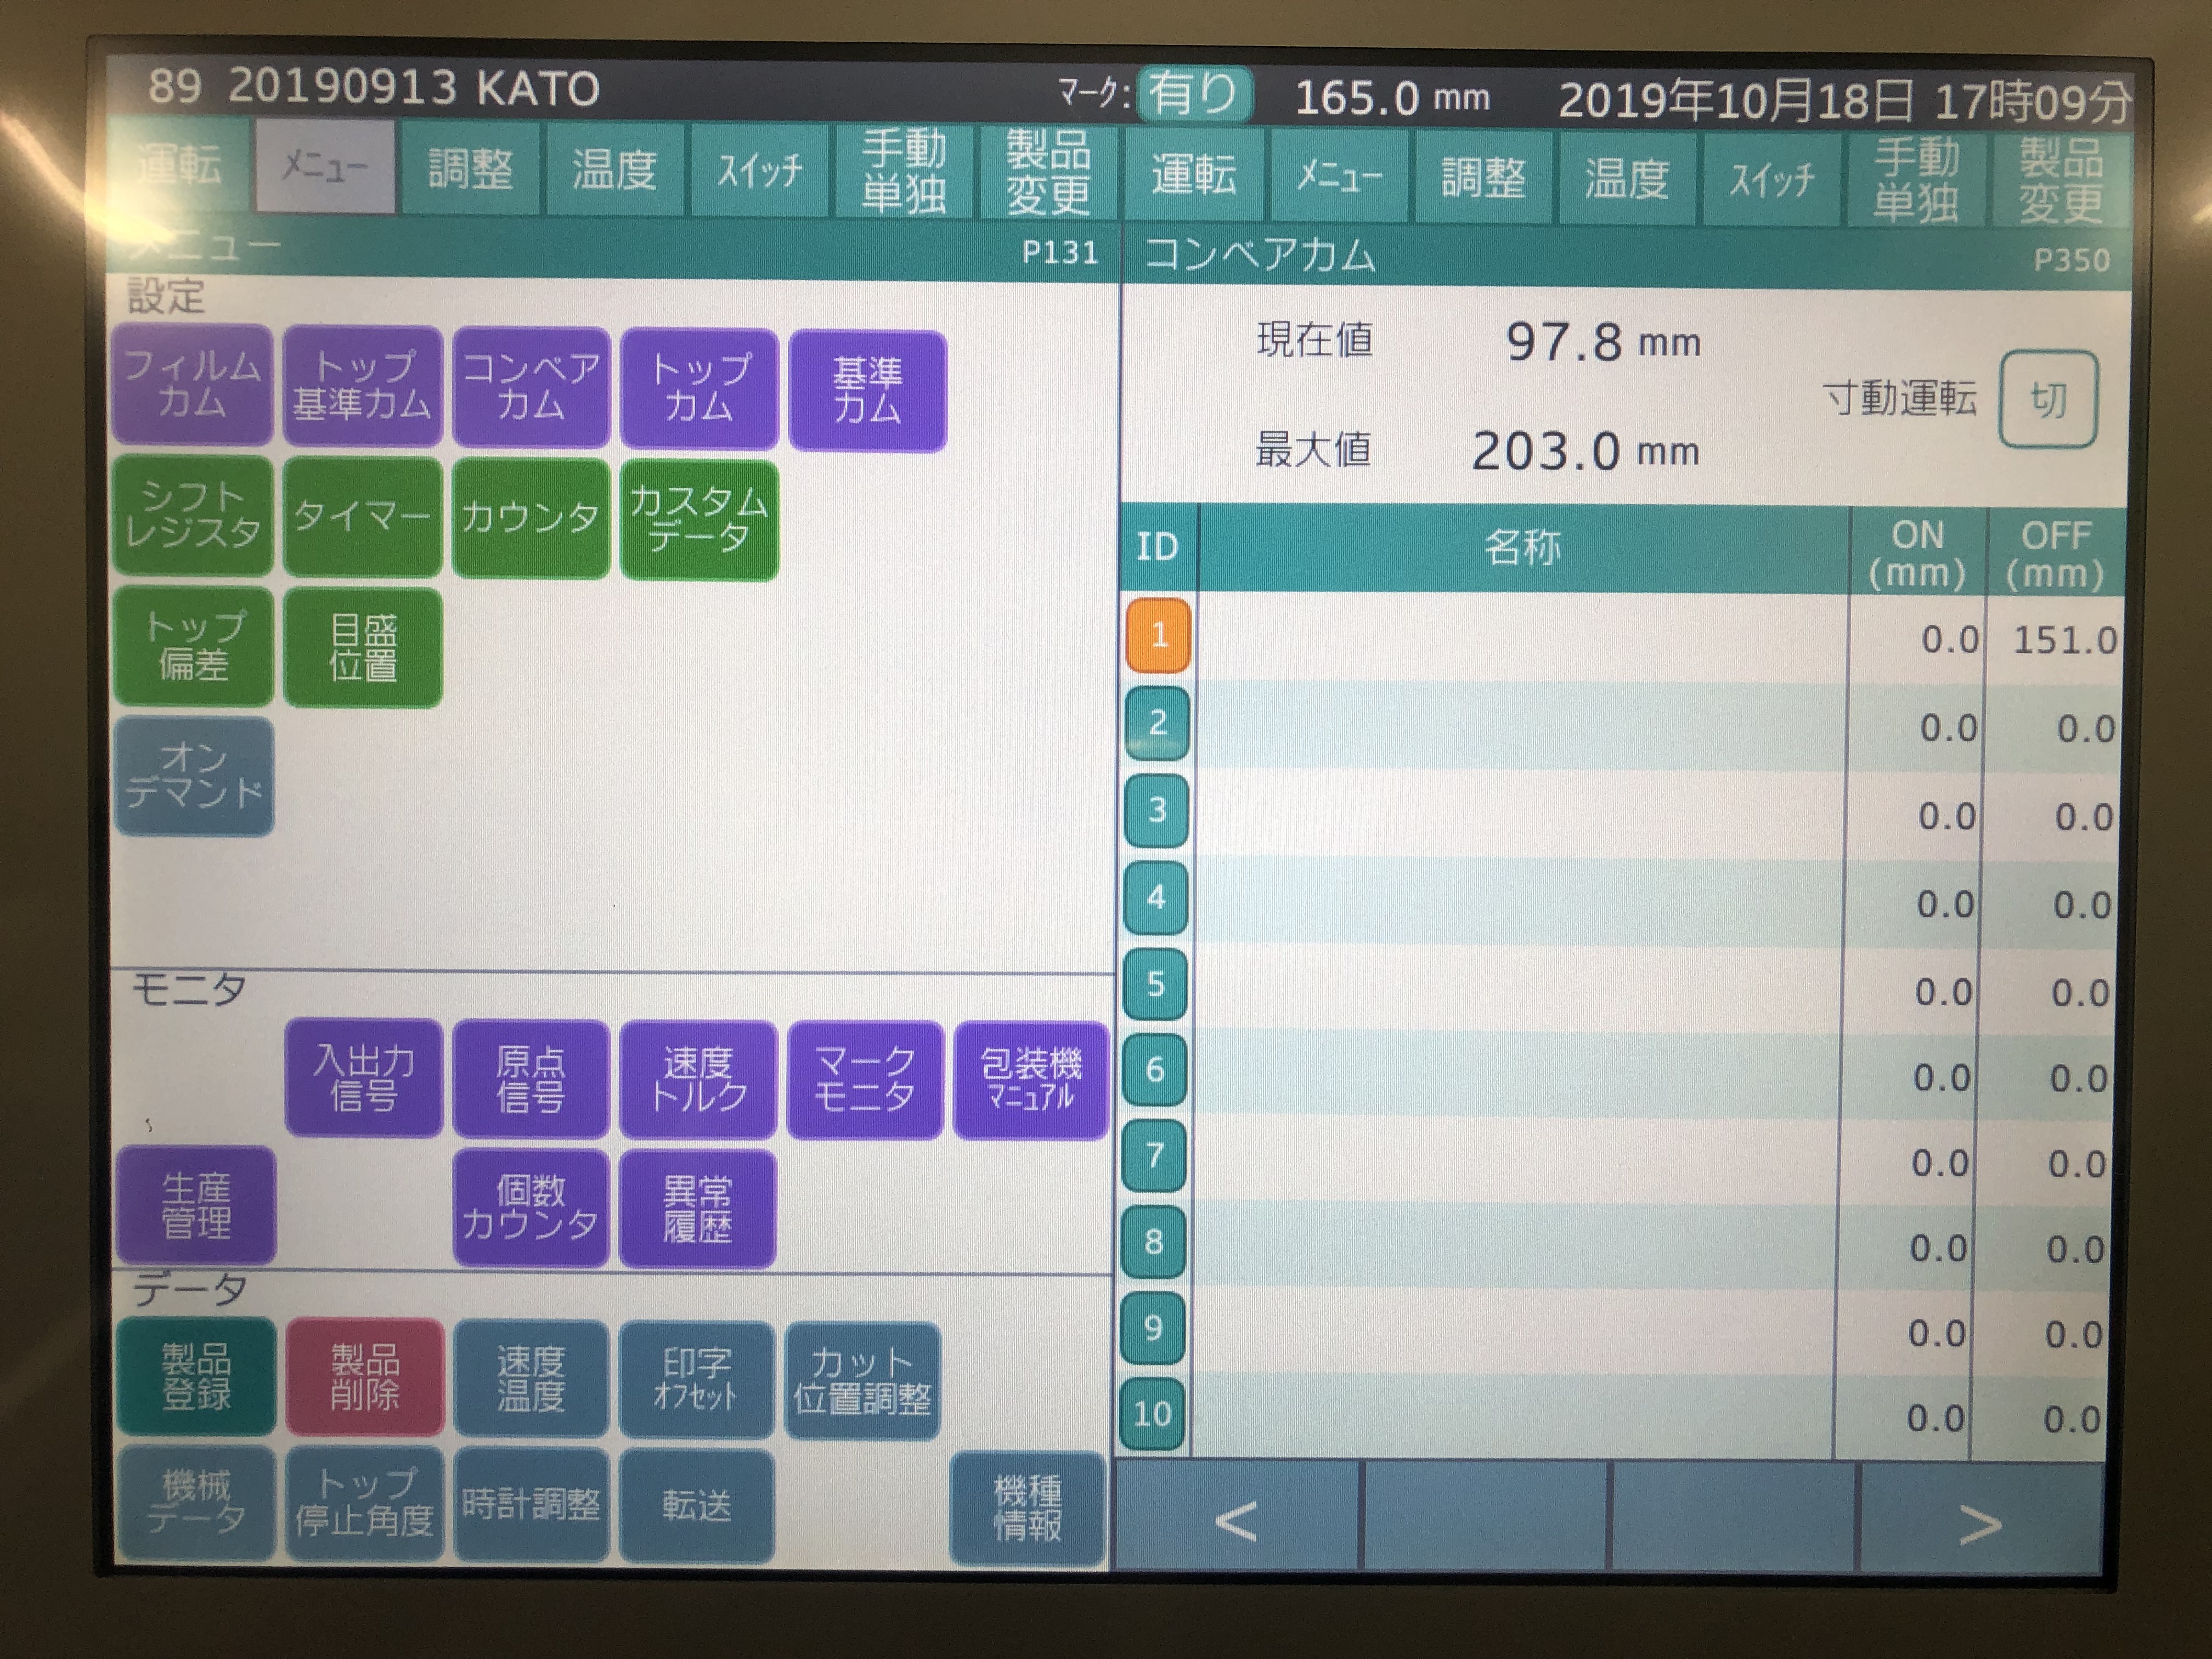 89 20190913 KATO マーク: 有り 165.0 mm 2019年10月18日 17時09分
運転 メニュー 調整 温度 スイッチ 手動単独 製品変更 運転 メニュー 調整 温度 スイッチ 手動単独 製品変更
メニュー P131
設定
フィルム
カム
トップ
基準カム
コンベア
カム
トップ
カム
基準
カム
シフト
レジスタ
タイマー
カウンタ
カスタム
データ
トップ
偏差
目盛
位置
オン
デマンド
モニタ
入出力
信号
原点
信号
速度
トルク
マーク
モニタ
包装機
マニュアル
生産
管理
個数
カウンタ
異常
履歴
データ
製品
登録
製品
削除
速度
温度
印字
オフセット
カット
位置調整
機械
データ
トップ
停止角度
時計調整
転送
機種
情報
コンベアカム P350
現在値 97.8 mm
寸動運転 切
最大値 203.0 mm
ID 名称 ON (mm) OFF (mm)
1 0.0 151.0
2 0.0 0.0
3 0.0 0.0
4 0.0 0.0
5 0.0 0.0
6 0.0 0.0
7 0.0 0.0
8 0.0 0.0
9 0.0 0.0
10 0.0 0.0
< >